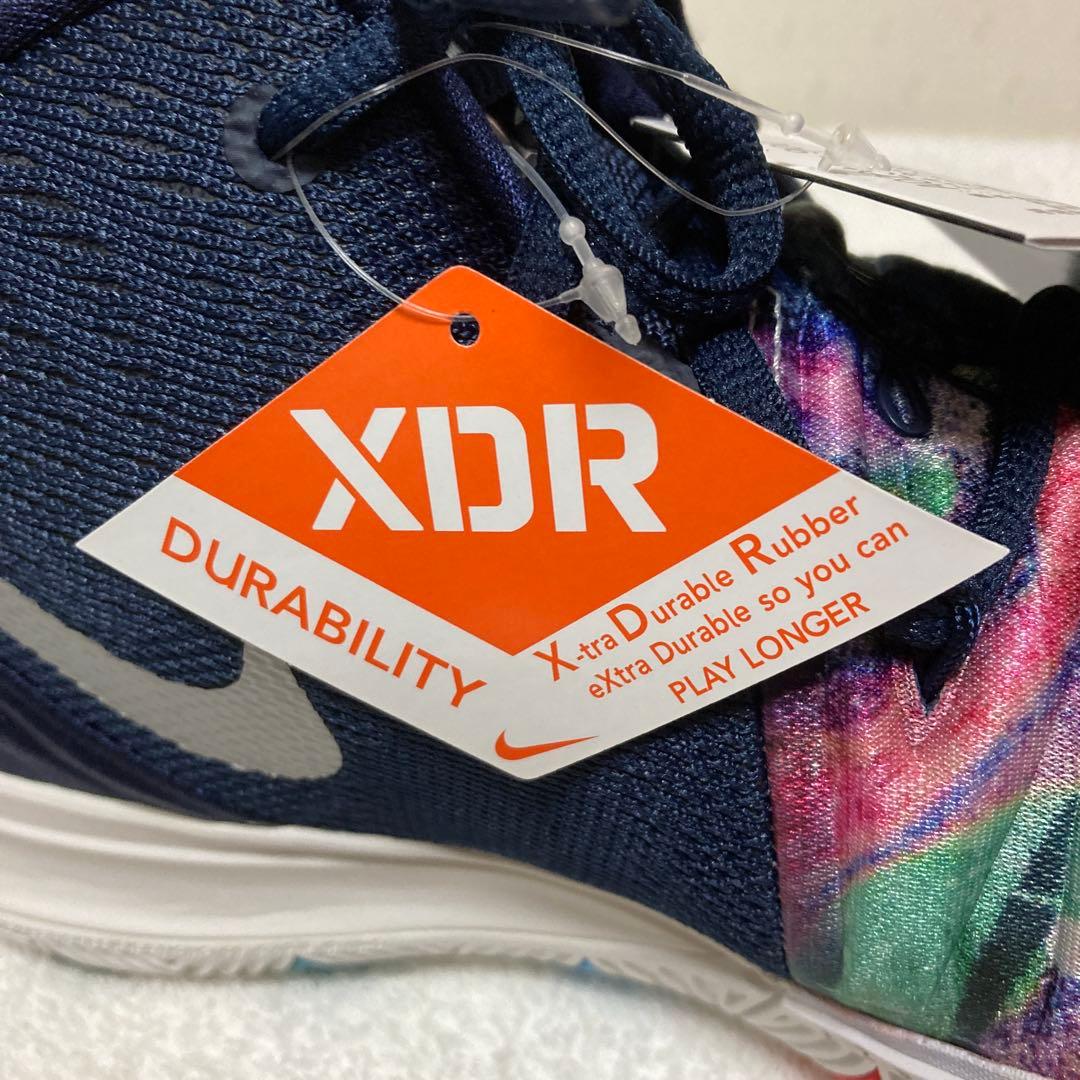 XDR
DURABILITY
X-tra Durable Rubber
eXtra Durable so you can
PLAY LONGER